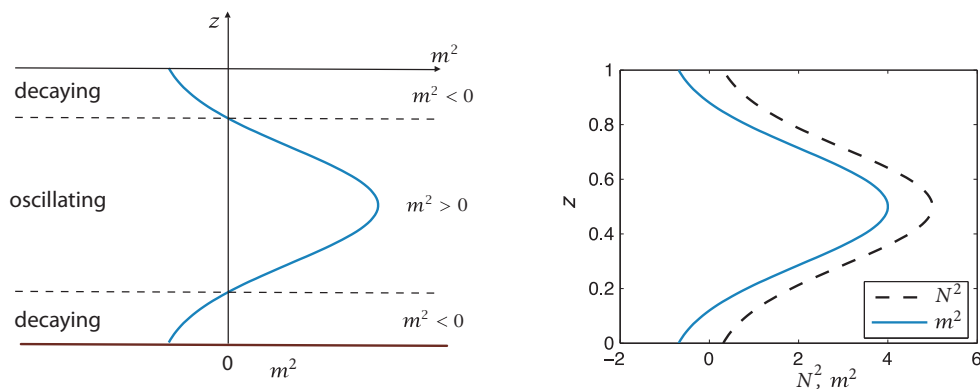 z
m²
decaying
m² < 0
oscillating
m² > 0
decaying
m² < 0
0
m²
1
0.8
0.6
0.4
0.2
0
z
N²
m²
−2
0
2
4
6
N², m²